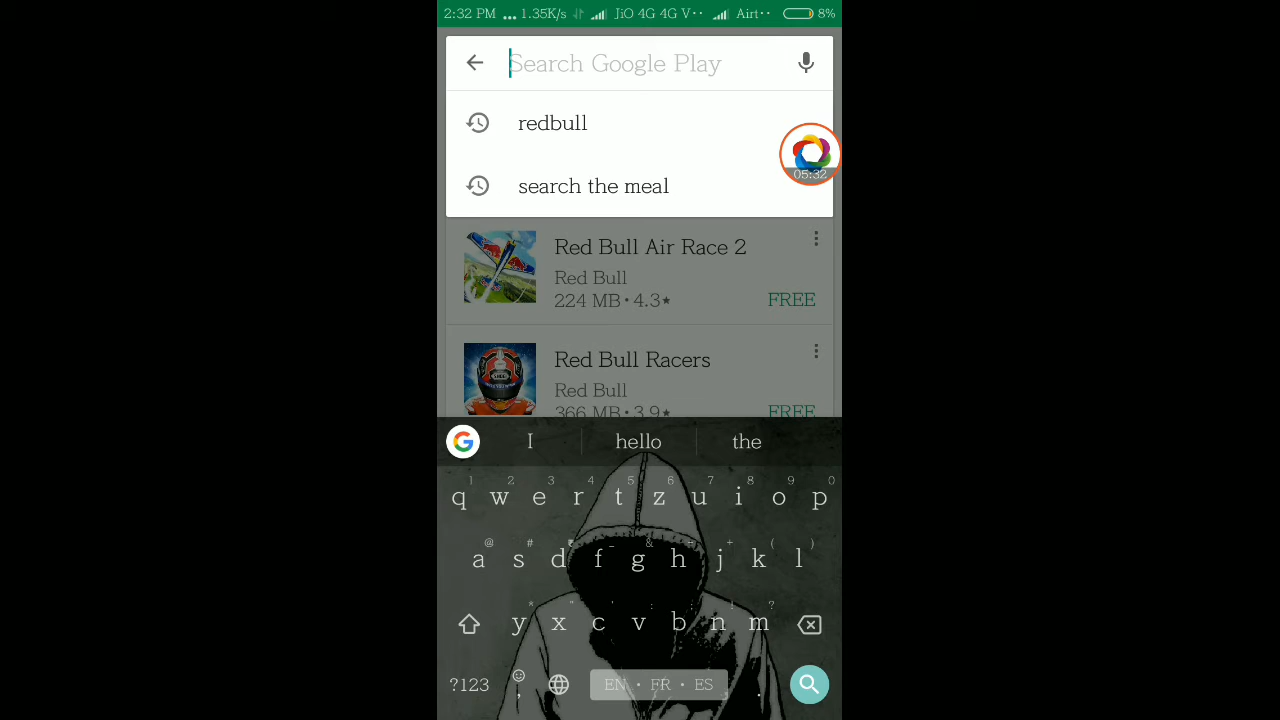 2:32 PM ... 1.35K/s JiO 4G 4G V·· Airt·· 8%
Search Google Play
redbull
05:32
search the meal
Red Bull Air Race 2
Red Bull
224 MB · 4.3★ FREE
Red Bull Racers
Red Bull
366 MB · 3.9★ FREE
G I hello the
1 2 3 4 5 6 7 8 9 0
q w e r t z u i o p
@ # ₹ _ & - + ( )
a s d f g h j k l
* " ' : ; ! ?
y x c v b n m
?123 , EN · FR · ES .